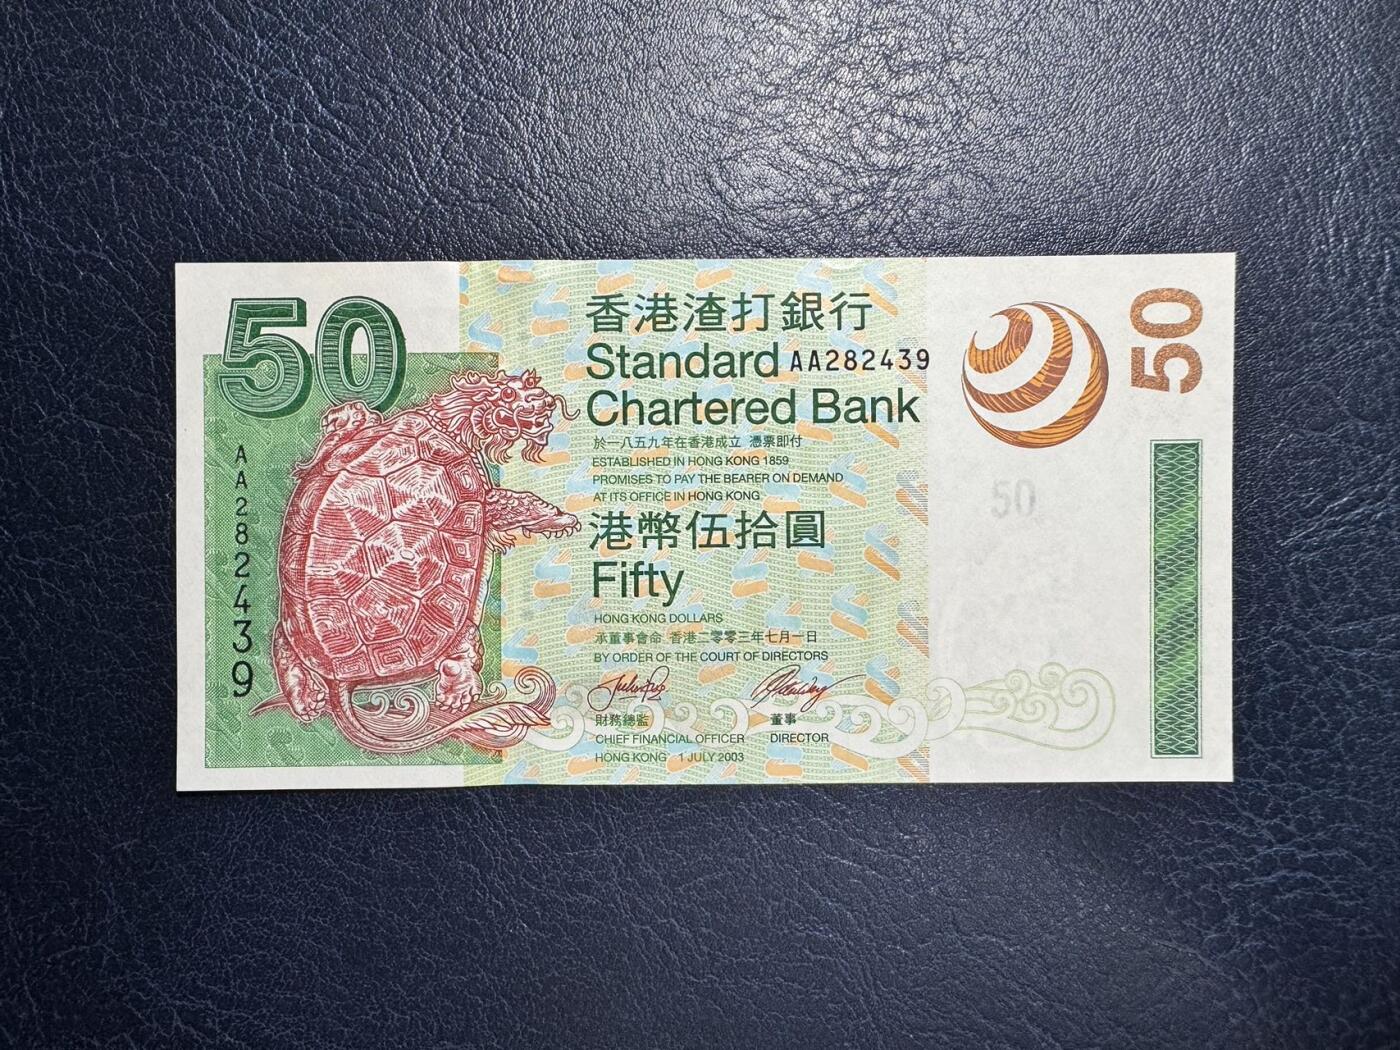 50
香港渣打銀行
Standard AA282439
Chartered Bank
於一八五九年在香港成立 憑票即付
ESTABLISHED IN HONG KONG 1859
PROMISES TO PAY THE BEARER ON DEMAND
AT ITS OFFICE IN HONG KONG
港幣伍拾圓
Fifty
HONG KONG DOLLARS
承董事會命 香港二零零三年七月一日
BY ORDER OF THE COURT OF DIRECTORS
財務總監 董事
CHIEF FINANCIAL OFFICER DIRECTOR
HONG KONG 1 JULY 2003
AA282439
50
50